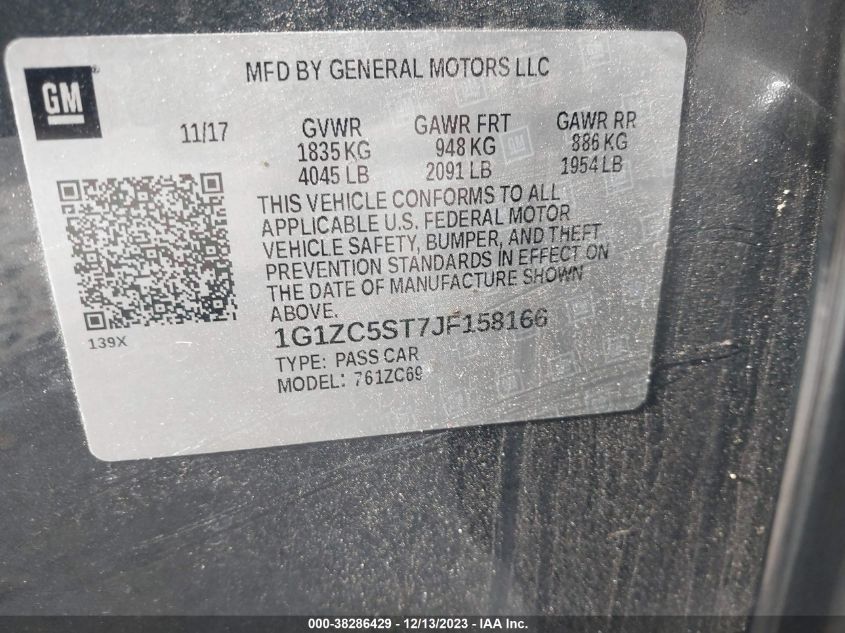 MFD BY GENERAL MOTORS LLC
GM
11/17
GVWR GAWR FRT GAWR RR
1835 KG 948 KG 886 KG
4045 LB 2091 LB 1954 LB
THIS VEHICLE CONFORMS TO ALL
APPLICABLE U.S. FEDERAL MOTOR
VEHICLE SAFETY, BUMPER, AND THEFT
PREVENTION STANDARDS IN EFFECT ON
THE DATE OF MANUFACTURE SHOWN
ABOVE.
139X
1G1ZC5ST7JF158166
TYPE: PASS CAR
MODEL: 761ZC69
000-38286429 - 12/13/2023 - IAA Inc.